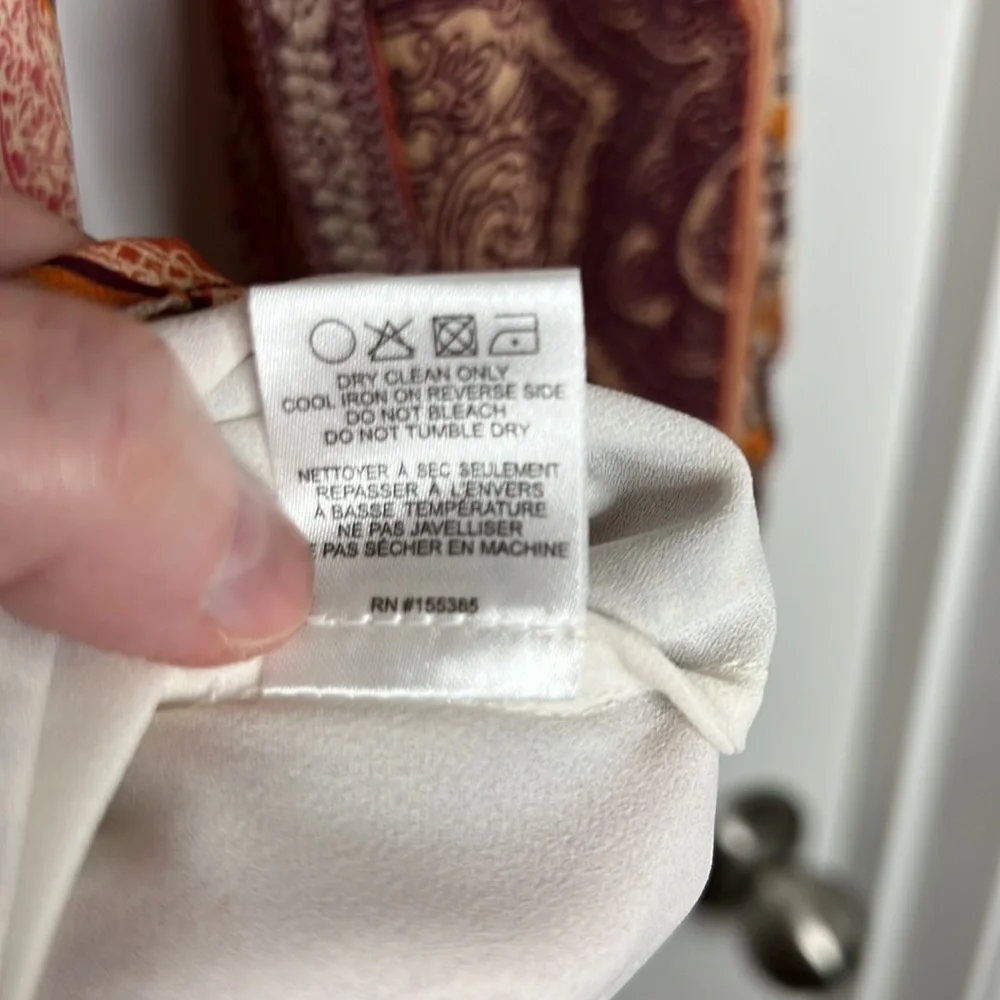 DRY CLEAN ONLY
COOL IRON ON REVERSE SIDE
DO NOT BLEACH
DO NOT TUMBLE DRY
NETTOYER À SEC SEULEMENT
REPASSER À L'ENVERS
À BASSE TEMPÉRATURE
NE PAS JAVELLISER
PAS SÉCHER EN MACHINE
RN #155385